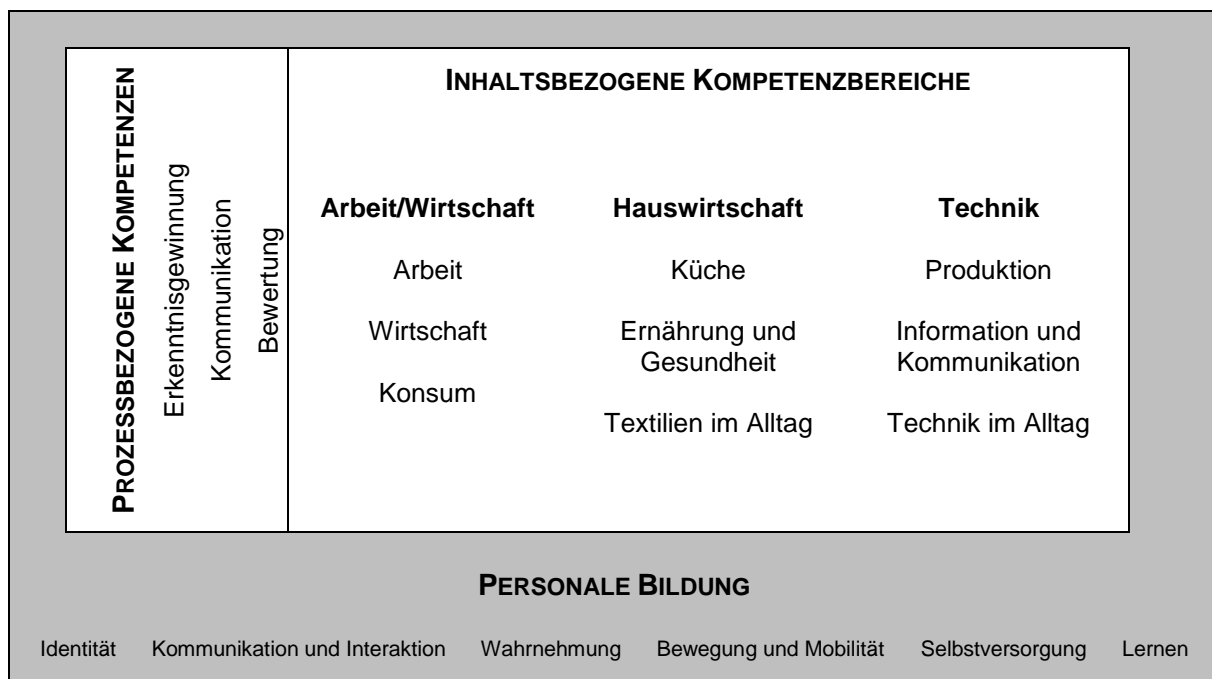 PROZESSBEZOGENE KOMPETENZEN
Erkenntnisgewinnung
Kommunikation
Bewertung
INHALTSBEZOGENE KOMPETENZBEREICHE
Arbeit/Wirtschaft
Arbeit
Wirtschaft
Konsum
Hauswirtschaft
Küche
Ernährung und
Gesundheit
Textilien im Alltag
Technik
Produktion
Information und
Kommunikation
Technik im Alltag
PERSONALE BILDUNG
Identität Kommunikation und Interaktion Wahrnehmung Bewegung und Mobilität Selbstversorgung Lernen